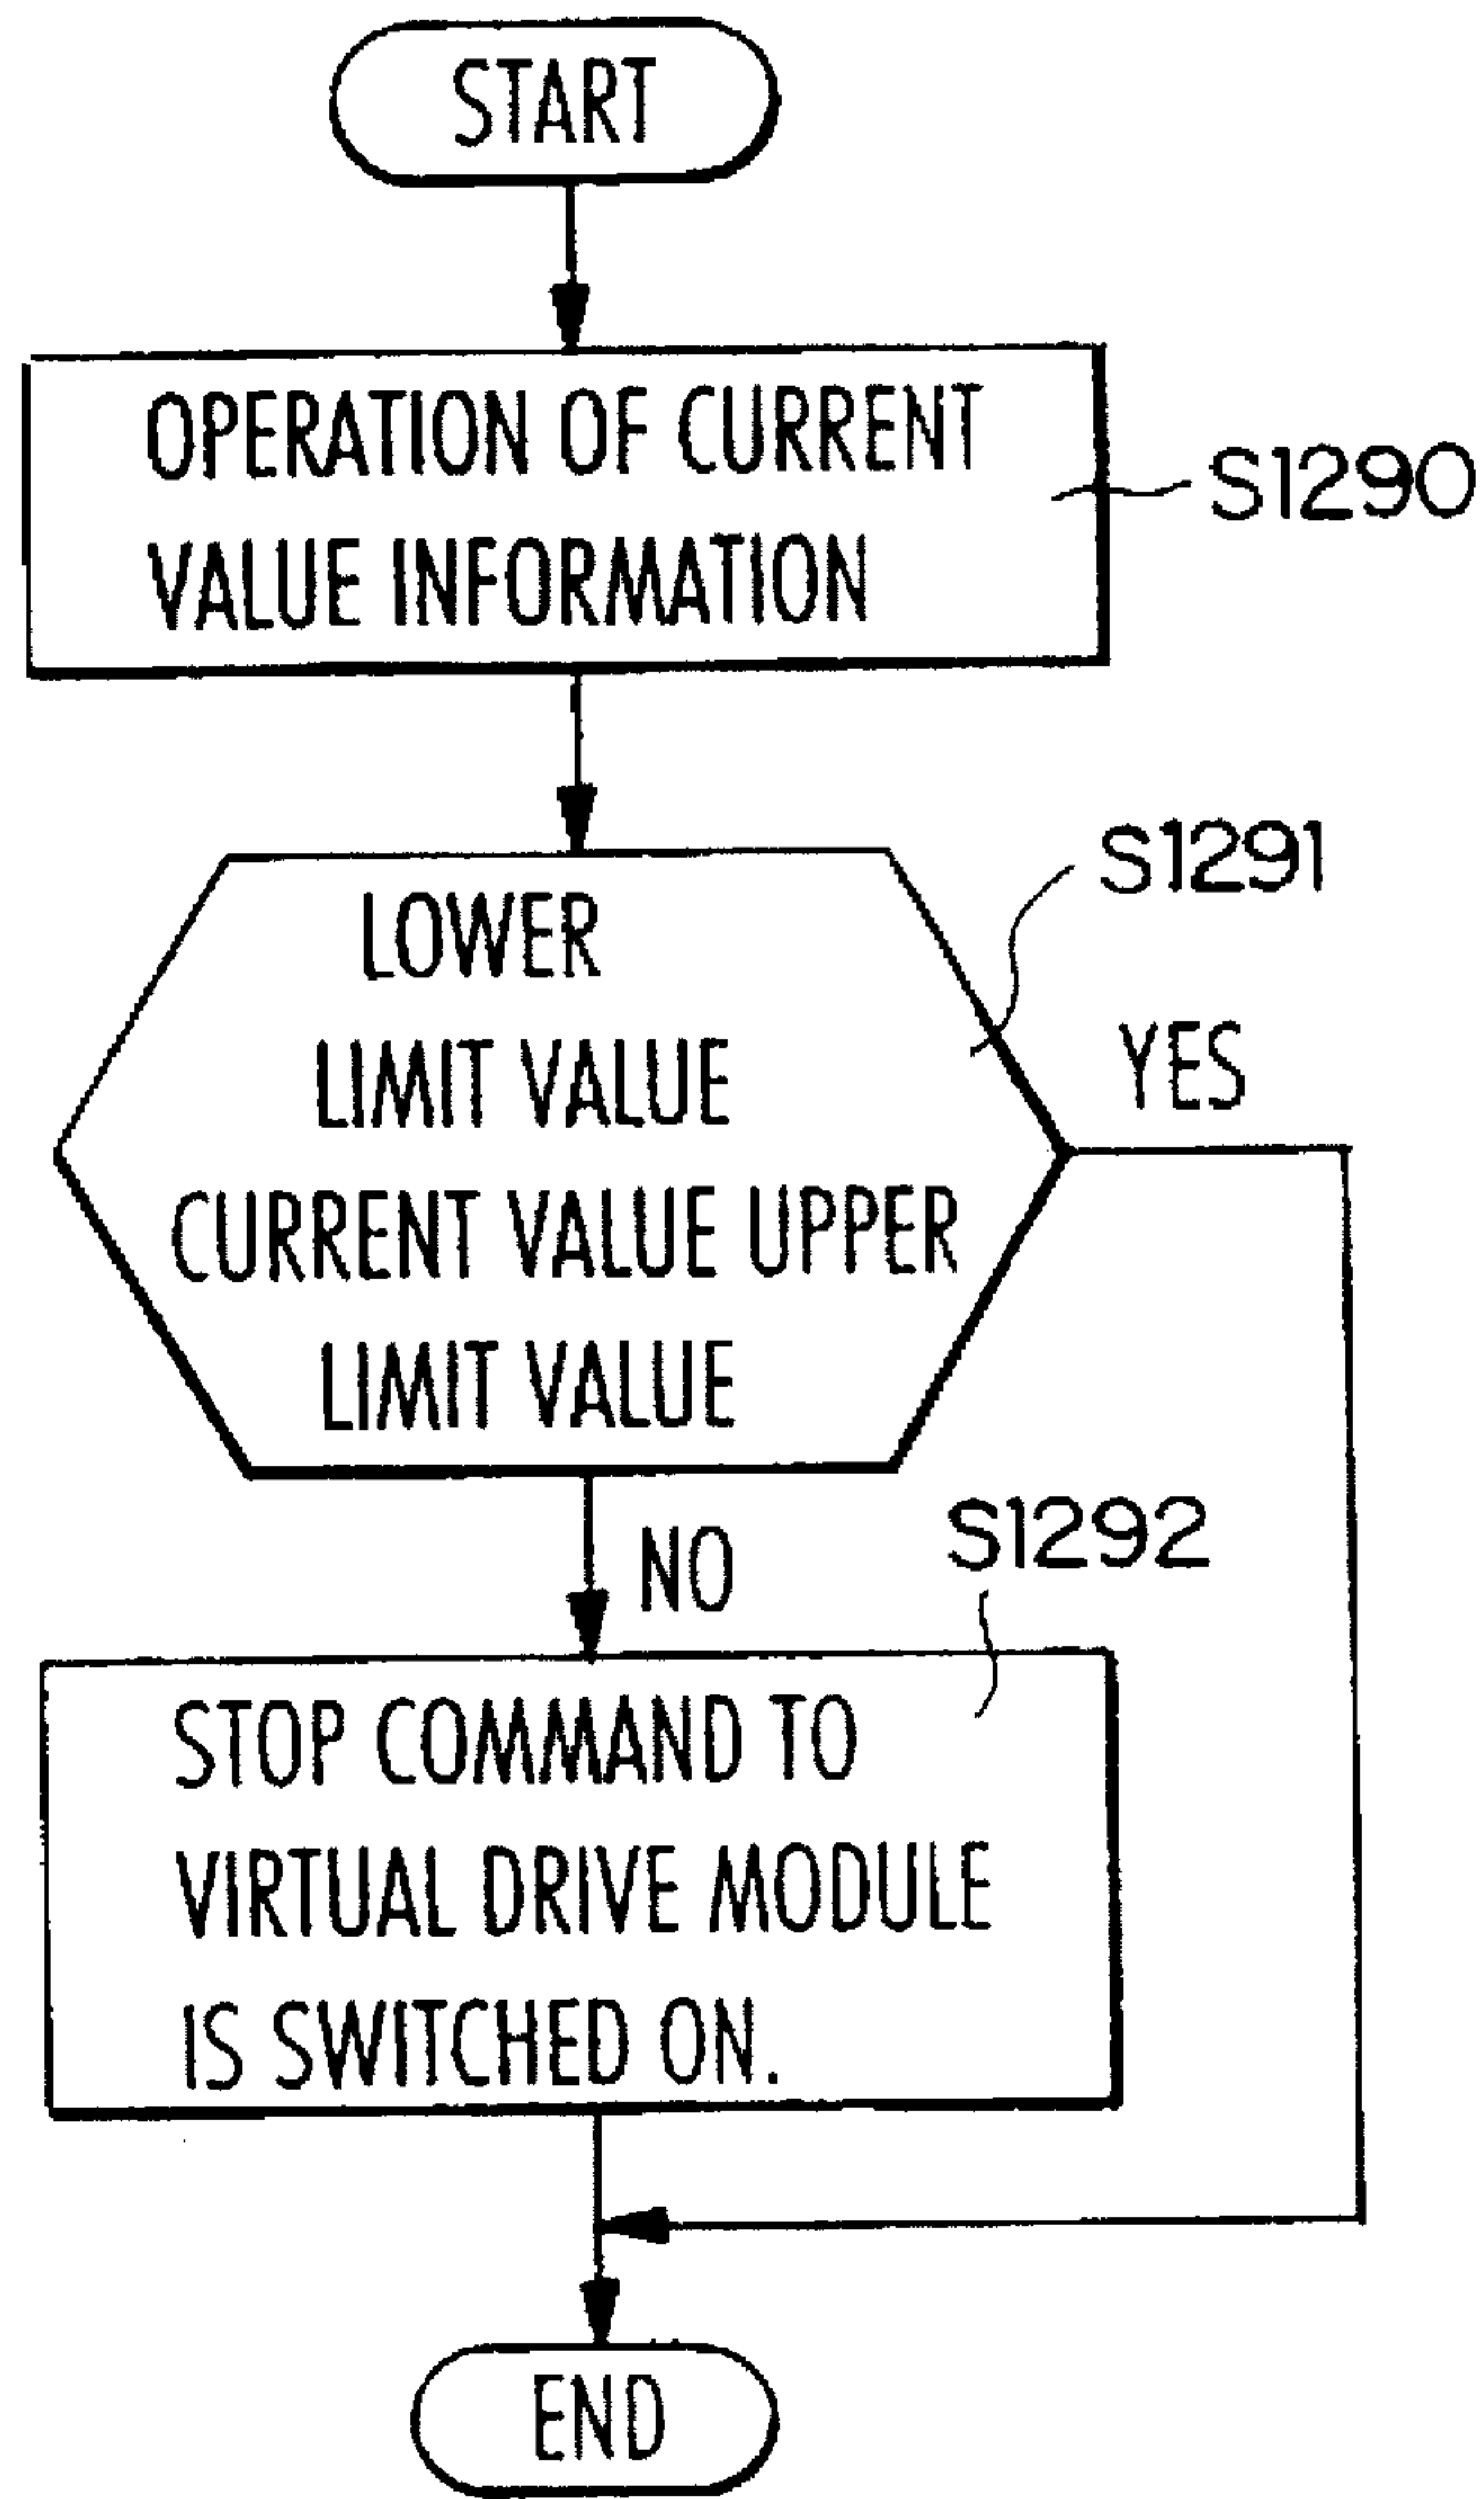 START
OPERATION OF CURRENT
VALUE INFORMATION
S1290
S1291
LOWER
LIMIT VALUE
CURRENT VALUE UPPER
LIMIT VALUE
YES
NO
S1292
STOP COMMAND TO
VIRTUAL DRIVE MODULE
IS SWITCHED ON.
END